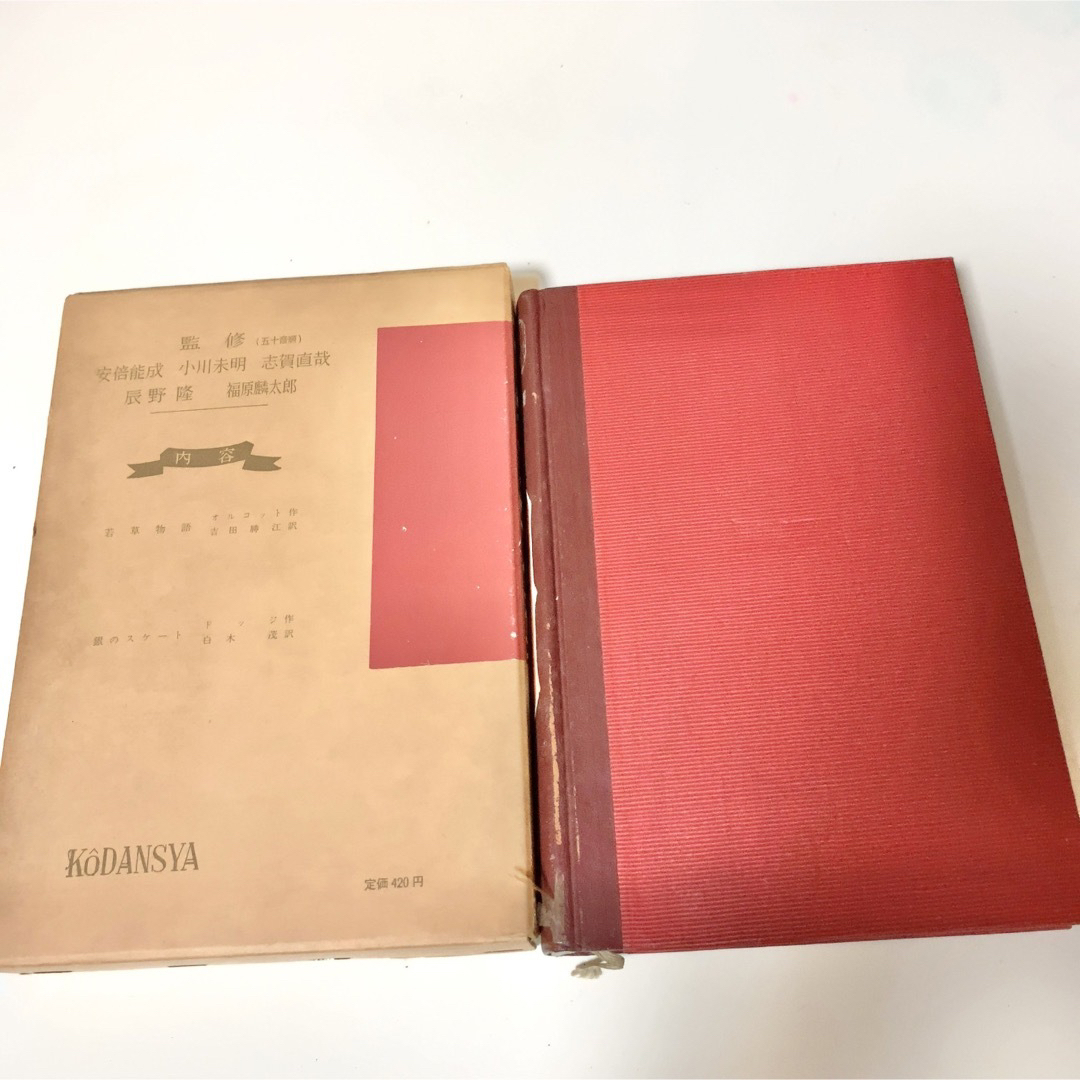 監修（五十音順）
安倍能成 小川未明 志賀直哉
辰野隆 福原麟太郎
内容
オルコット作
若草物語 吉田勝江訳
ドッジ作
銀のスケート 白木茂訳
KôDANSYA
定価420円